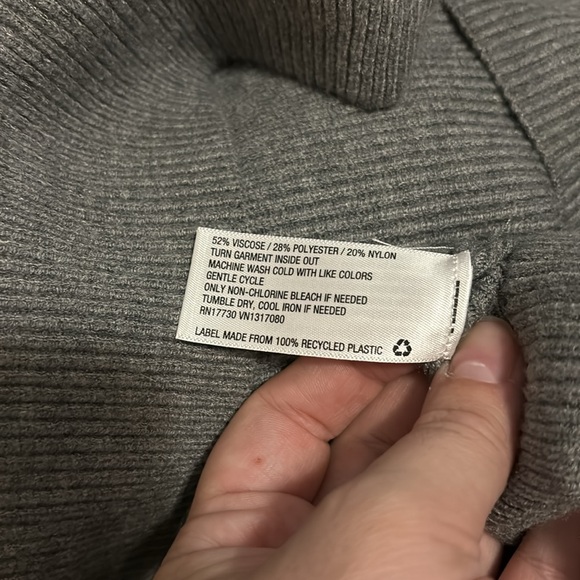 52% VISCOSE / 28% POLYESTER / 20% NYLON
TURN GARMENT INSIDE OUT
MACHINE WASH COLD WITH LIKE COLORS
GENTLE CYCLE
ONLY NON-CHLORINE BLEACH IF NEEDED
TUMBLE DRY, COOL IRON IF NEEDED
RN17730 VN1317080
LABEL MADE FROM 100% RECYCLED PLASTIC